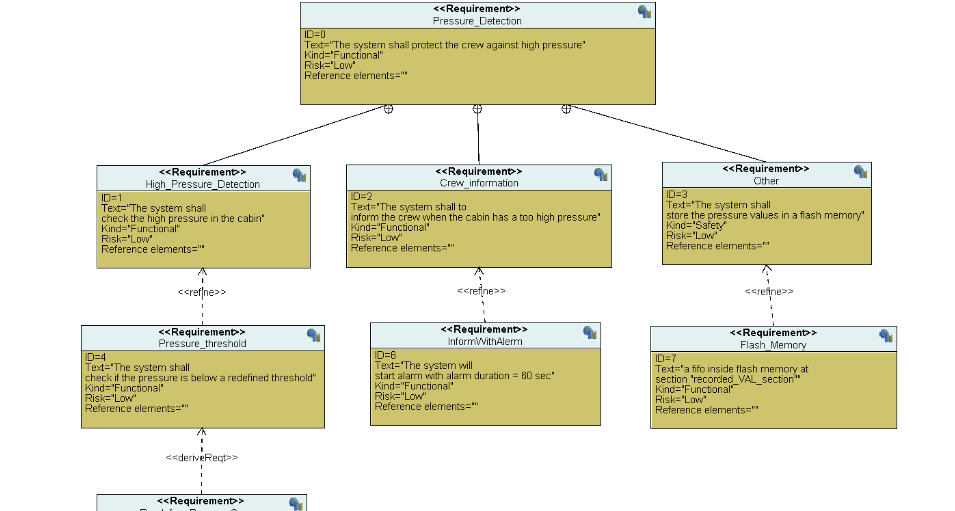 <<Requirement>>
Pressure_Detection
ID=0
Text="The system shall protect the crew against high pressure"
Kind="Functional"
Risk="Low"
Reference elements=""
<<Requirement>>
High_Pressure_Detection
ID=1
Text="The system shall
check the high pressure in the cabin"
Kind="Functional"
Risk="Low"
Reference elements=""
<<Requirement>>
Crew_information
ID=2
Text="The system shall to
inform the crew when the cabin has a too high pressure"
Kind="Functional"
Risk="Low"
Reference elements=""
<<Requirement>>
Other
ID=3
Text="The system shall
store the pressure values in a flash memory"
Kind="Safety"
Risk="Low"
Reference elements=""
<<refine>>
<<refine>>
<<refine>>
<<Requirement>>
Pressure_threshold
ID=4
Text="The system shall
check if the pressure is below a redefined threshold"
Kind="Functional"
Risk="Low"
Reference elements=""
<<Requirement>>
InformWithAlerm
ID=6
Text="The system will
start alarm with alarm duration = 60 sec"
Kind="Functional"
Risk="Low"
Reference elements=""
<<Requirement>>
Flash_Memory
ID=7
Text="a fifo inside flash memory at
section "recorded_VAL_section""
Kind="Functional"
Risk="Low"
Reference elements=""
<<deriveReqt>>
<<Requirement>>